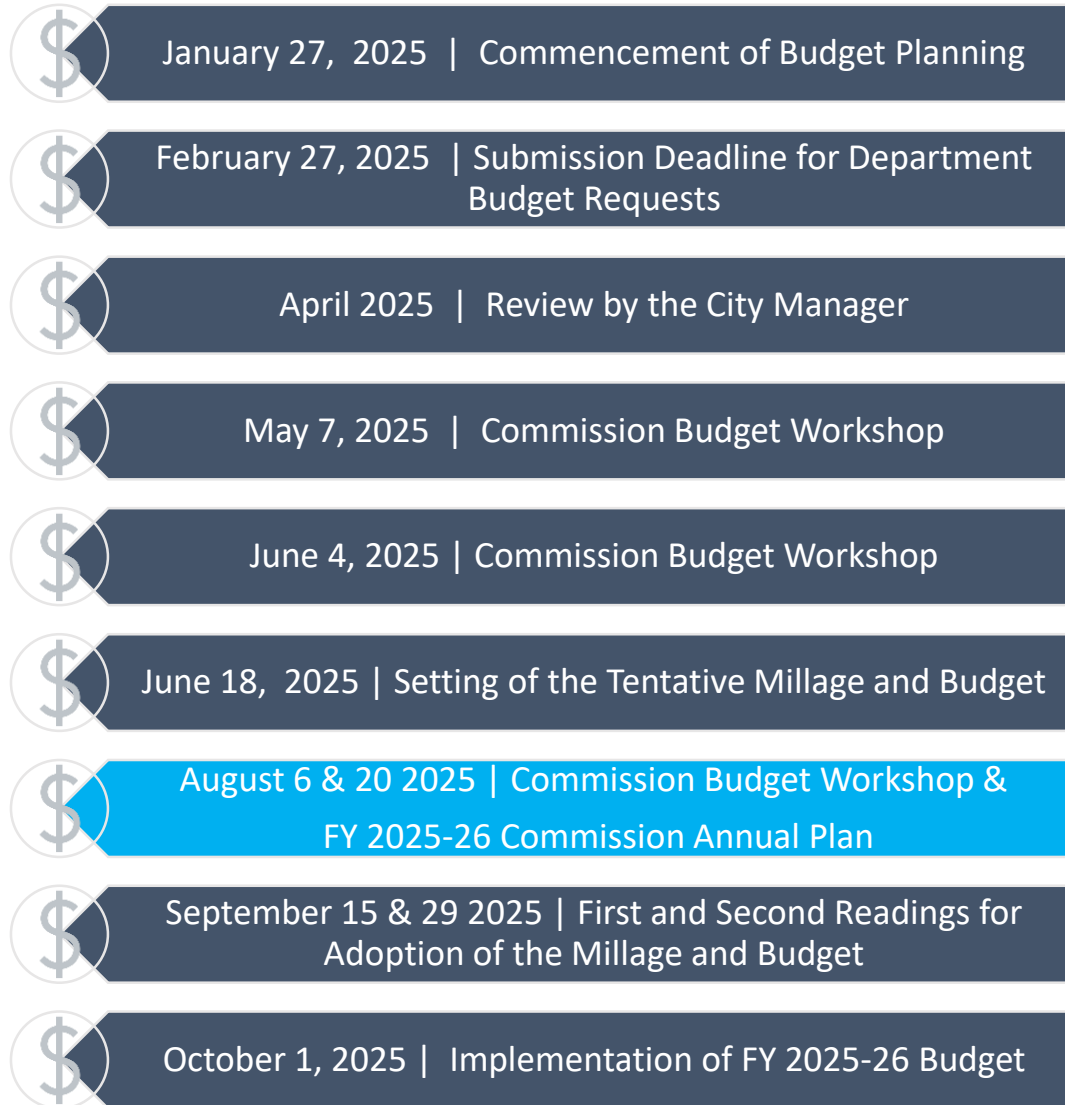 January 27, 2025 | Commencement of Budget Planning
February 27, 2025 | Submission Deadline for Department
Budget Requests
April 2025 | Review by the City Manager
May 7, 2025 | Commission Budget Workshop
June 4, 2025 | Commission Budget Workshop
June 18, 2025 | Setting of the Tentative Millage and Budget
August 6 & 20 2025 | Commission Budget Workshop &
FY 2025-26 Commission Annual Plan
September 15 & 29 2025 | First and Second Readings for
Adoption of the Millage and Budget
October 1, 2025 | Implementation of FY 2025-26 Budget